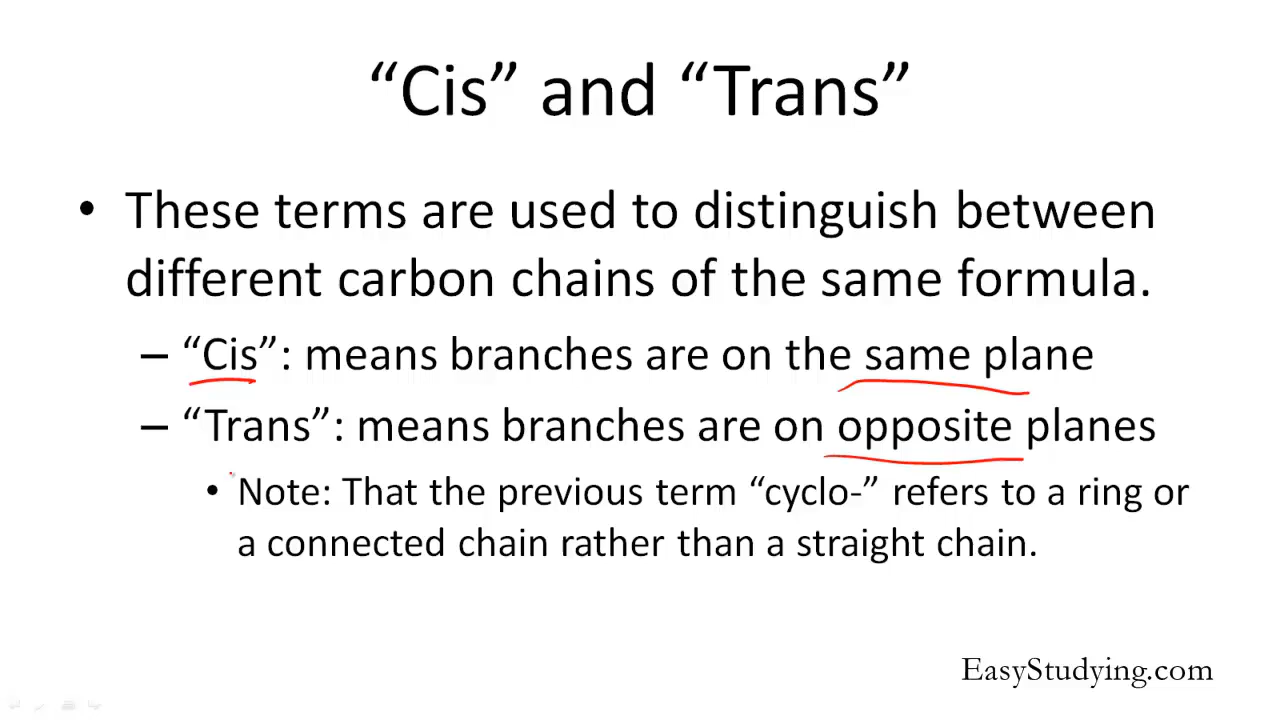 “Cis” and “Trans”
• These terms are used to distinguish between
different carbon chains of the same formula.
– “Cis”: means branches are on the same plane
– “Trans”: means branches are on opposite planes
• Note: That the previous term “cyclo-” refers to a ring or
a connected chain rather than a straight chain.
EasyStudying.com